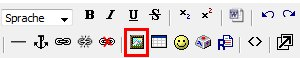 Sprache
B I U S x₂ x²